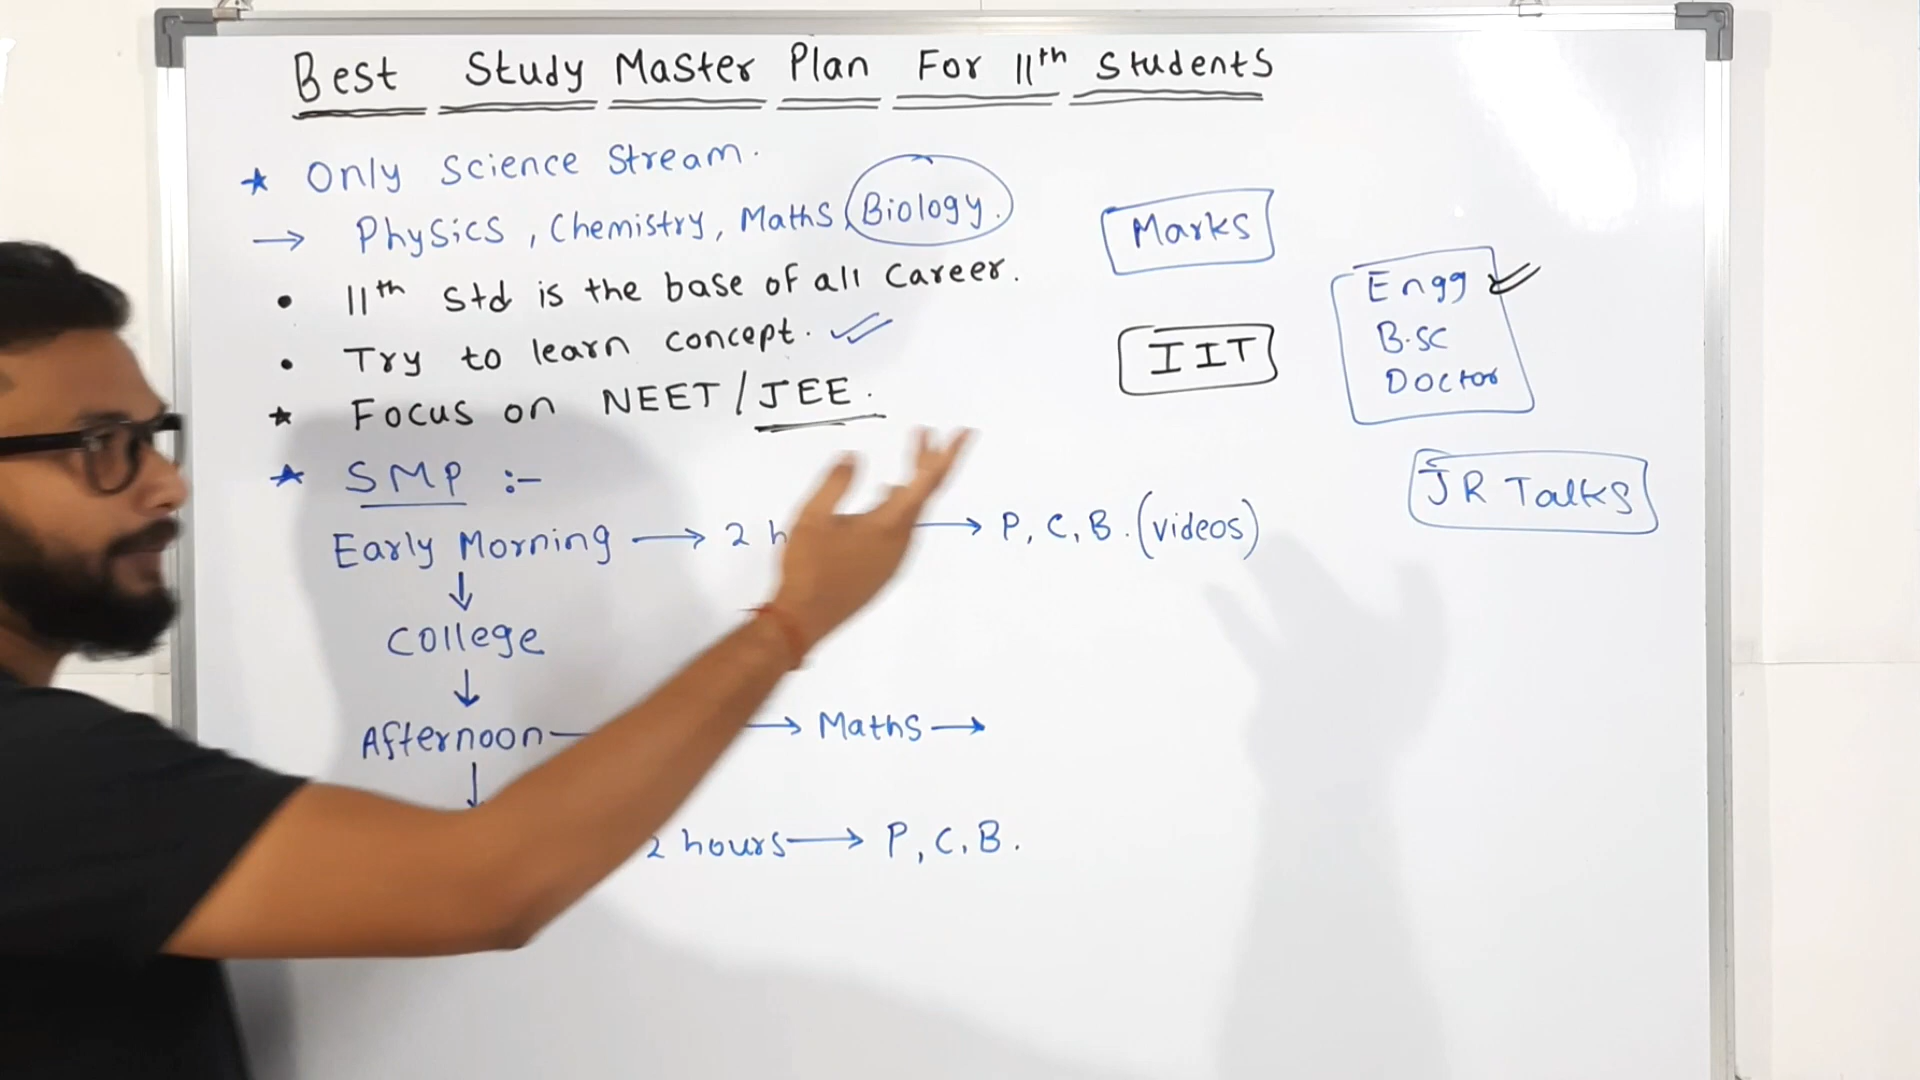 Best Study Master Plan For 11th Students
★ Only Science Stream.
→ Physics, Chemistry, Maths, Biology.
• 11th std is the base of all Career.
• Try to learn concept.
★ Focus on NEET / JEE.
★ SMP :-
Early Morning → 2 → P, C, B. (videos)
↓
College
↓
Afternoon → Maths →
↓
2 hours → P, C, B.
Marks
IIT
Engg
B.Sc
Doctor
JR Talks